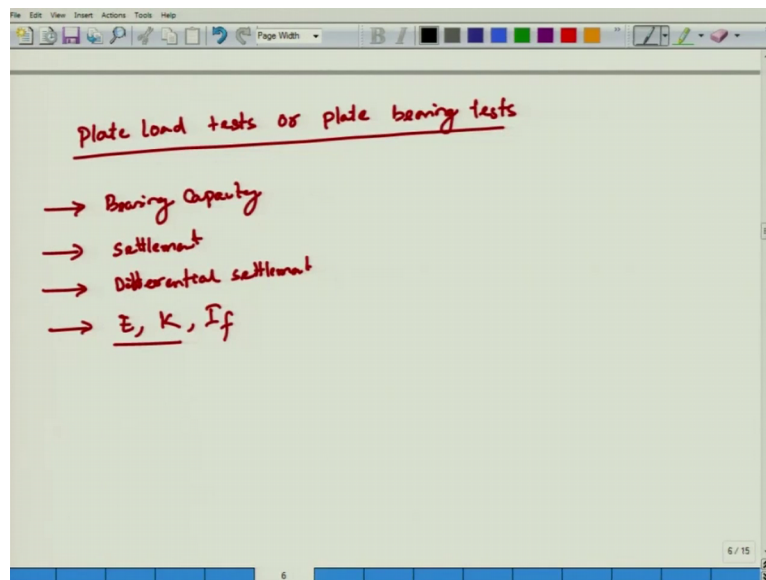 File Edit View Insert Actions Tools Help
Page Width B I
Plate Load tests or plate bearing tests
→ Bearing Capacity
→ Settlement
→ Differential settlement
→ E, K, If
6 / 15
6